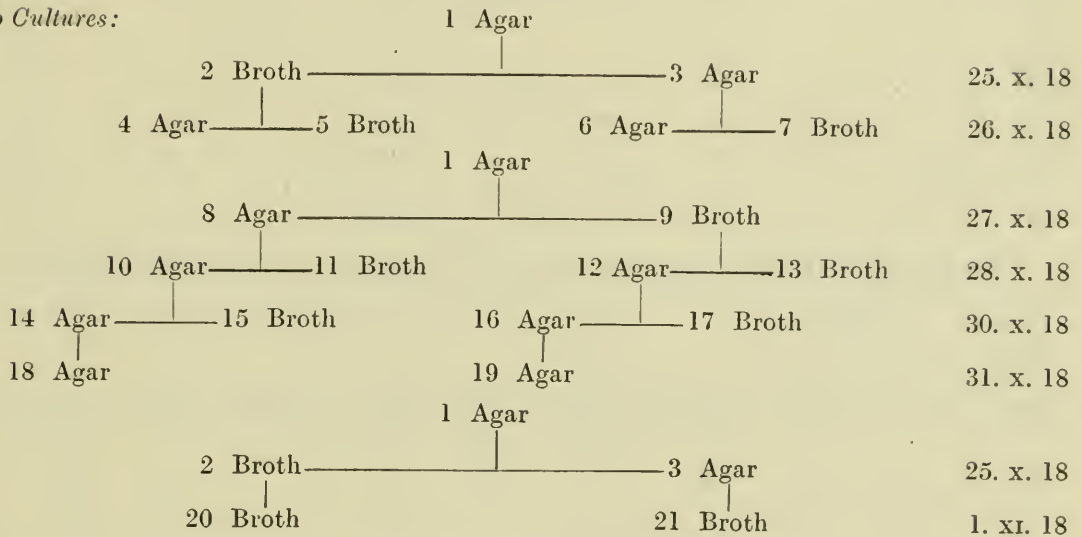 Cultures:
1 Agar
2 Broth 3 Agar 25. x. 18
4 Agar 5 Broth 6 Agar 7 Broth 26. x. 18
1 Agar
8 Agar 9 Broth 27. x. 18
10 Agar 11 Broth 12 Agar 13 Broth 28. x. 18
14 Agar 15 Broth 16 Agar 17 Broth 30. x. 18
18 Agar 19 Agar 31. x. 18
1 Agar
2 Broth 3 Agar 25. x. 18
20 Broth 21 Broth 1. xi. 18